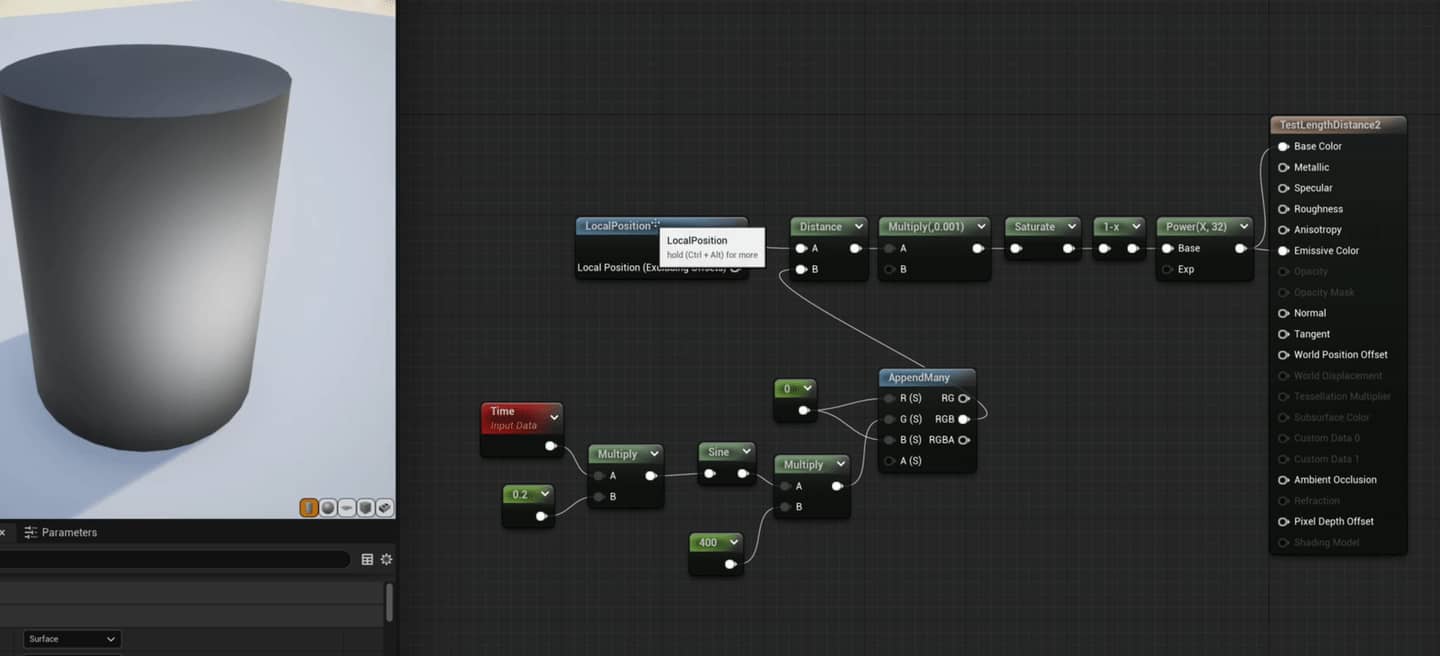 TestLengthDistance2
Base Color
Metallic
Specular
Roughness
Anisotropy
Emissive Color
Opacity
Opacity Mask
Normal
Tangent
World Position Offset
World Displacement
Tessellation Multiplier
Subsurface Color
Custom Data 0
Custom Data 1
Ambient Occlusion
Refraction
Pixel Depth Offset
Shading Model
LocalPosition
LocalPosition
hold (Ctrl + Alt) for more
Local Position (Excluding Offsets)
Distance
A
B
Multiply(,0.001)
A
B
Saturate
1-x
Power(X, 32)
Base
Exp
AppendMany
R (S) RG
G (S) RGB
B (S) RGBA
A (S)
0
Time
Input Data
Multiply
A
B
0.2
Sine
Multiply
A
B
400
Parameters
Surface